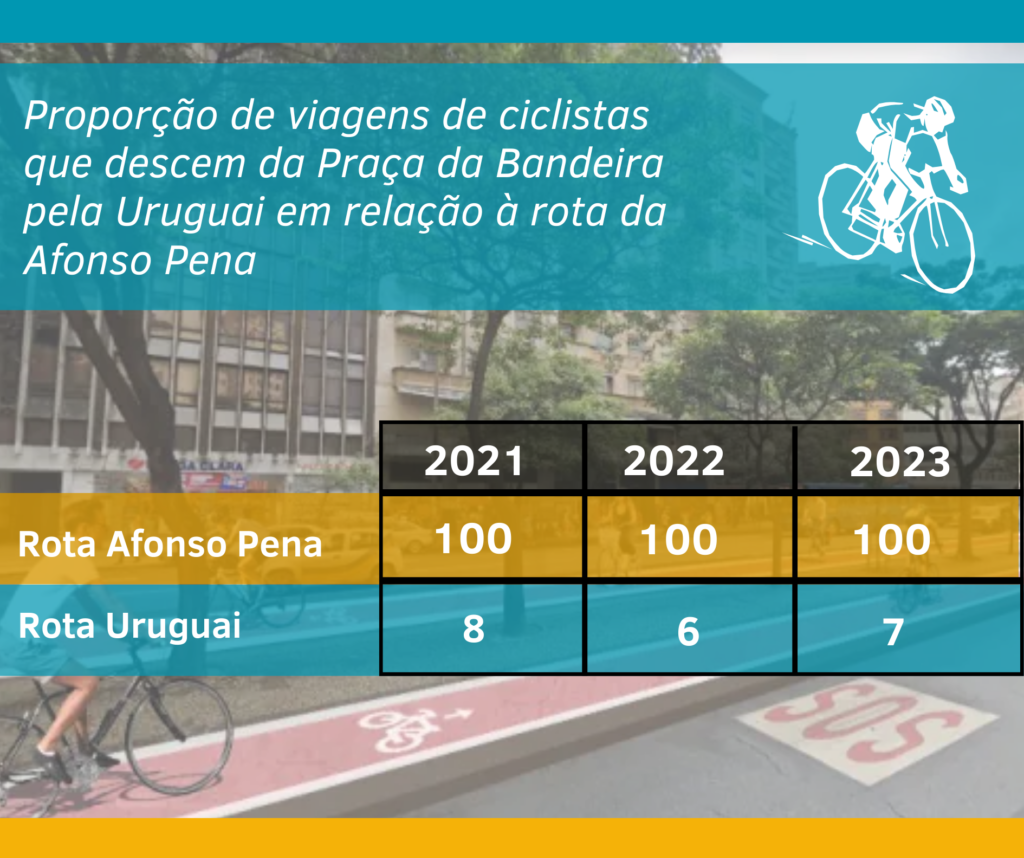 Proporção de viagens de ciclistas
que descem da Praça da Bandeira
pela Uruguai em relação à rota da
Afonso Pena
2021 2022 2023
Rota Afonso Pena 100 100 100
Rota Uruguai 8 6 7
CLARA
SOS